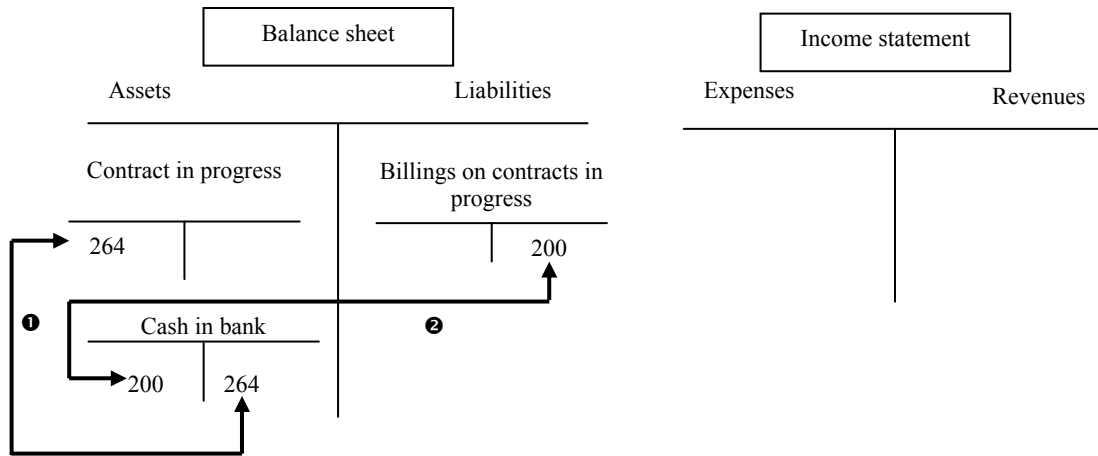 Balance sheet
Income statement
Assets
Liabilities
Expenses
Revenues
Contract in progress
Billings on contracts in
progress
264
200
❶
❷
Cash in bank
200
264